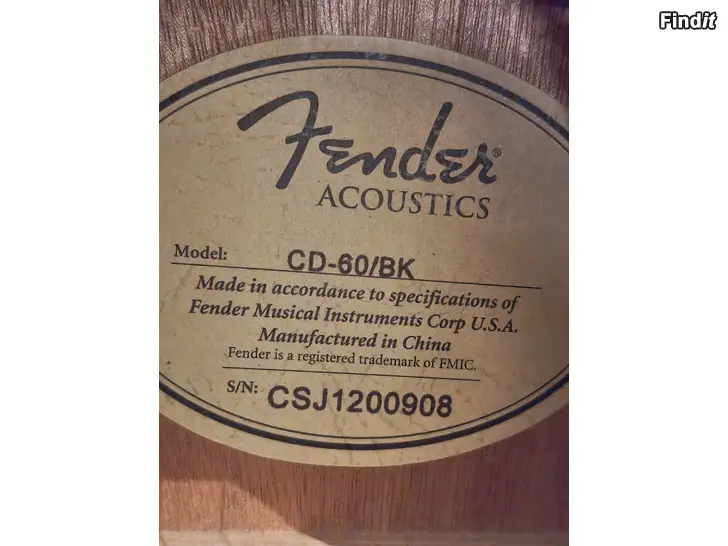 Findit
Fender®
ACOUSTICS
Model: CD-60/BK
Made in accordance to specifications of
Fender Musical Instruments Corp U.S.A.
Manufactured in China
Fender is a registered trademark of FMIC.
S/N: CSJ1200908